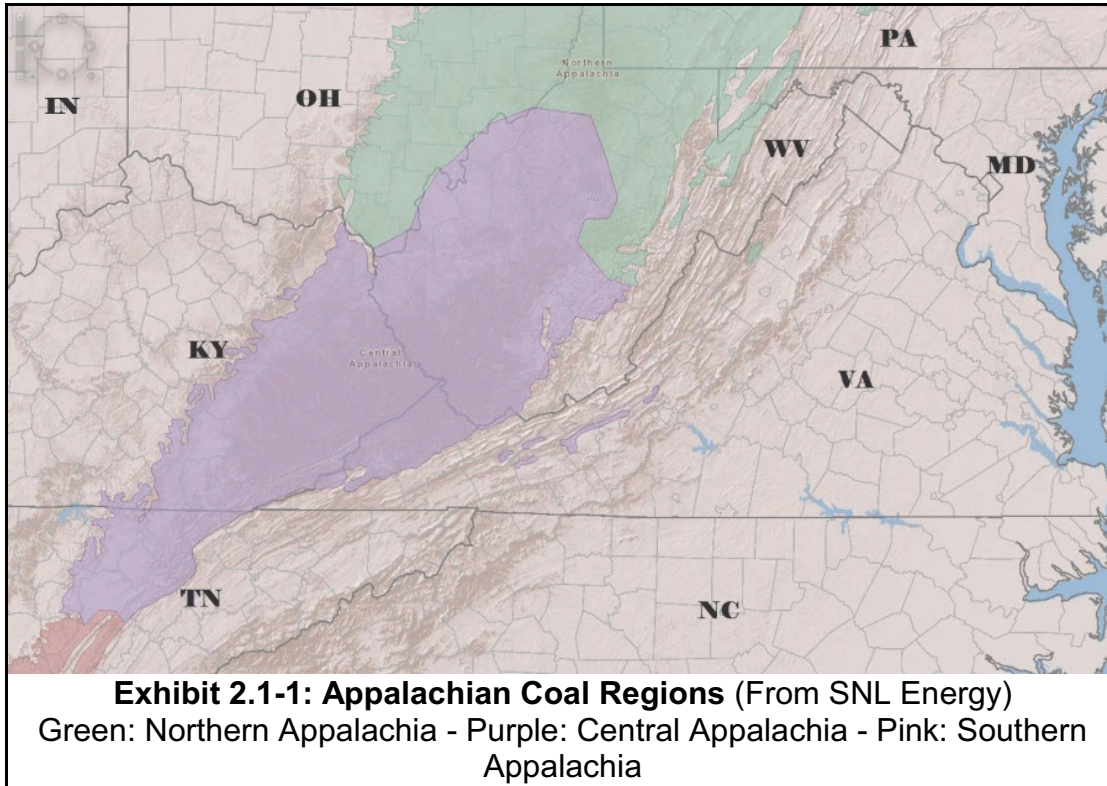 PA
Northern
Appalachia
IN
OH
WV
MD
KY
Central
Appalachia
VA
TN
NC
Exhibit 2.1-1: Appalachian Coal Regions (From SNL Energy)
Green: Northern Appalachia - Purple: Central Appalachia - Pink: Southern
Appalachia